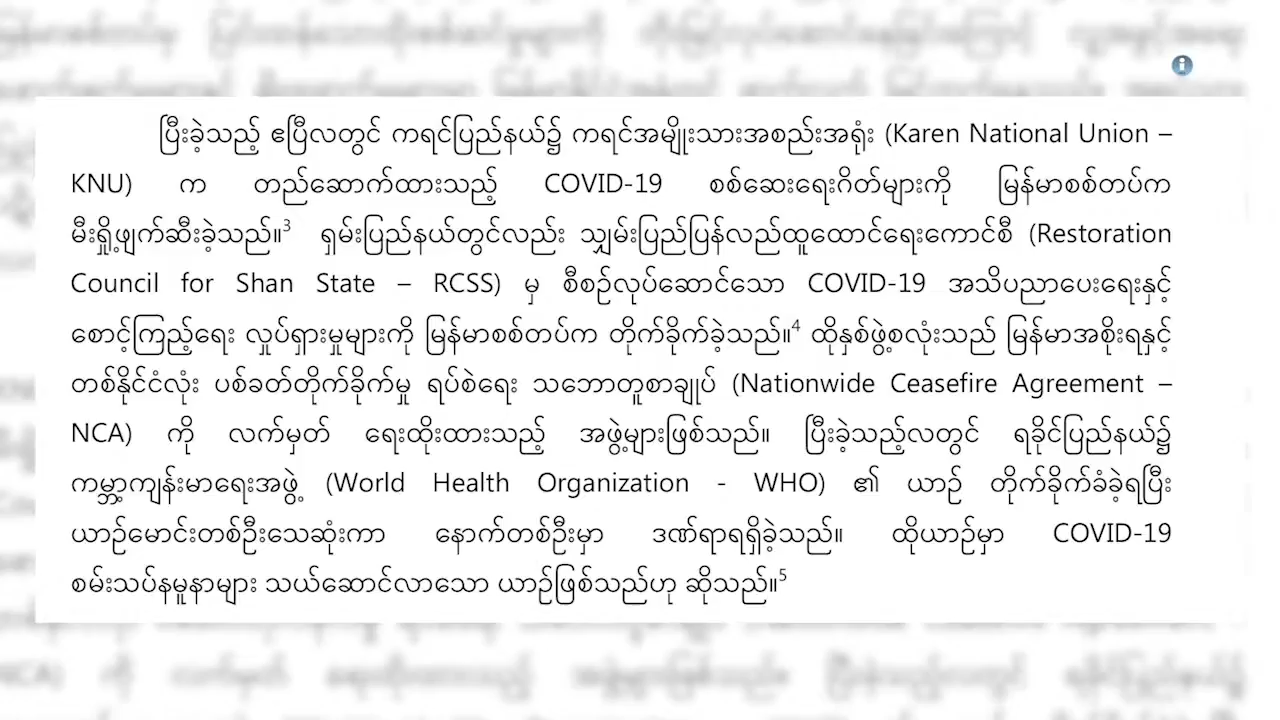 ပြီးခဲ့သည့် ဧပြီလတွင် ကရင်ပြည်နယ်၌ ကရင်အမျိုးသားအစည်းအရုံး (Karen National Union –
KNU) က တည်ဆောက်ထားသည့် COVID-19 စစ်ဆေးရေးဂိတ်များကို မြန်မာစစ်တပ်က
မီးရှို့ဖျက်ဆီးခဲ့သည်။³ ရှမ်းပြည်နယ်တွင်လည်း သျှမ်းပြည်ပြန်လည်ထူထောင်ရေးကောင်စီ (Restoration
Council for Shan State – RCSS) မှ စီစဉ်လုပ်ဆောင်သော COVID-19 အသိပညာပေးရေးနှင့်
စောင့်ကြည့်ရေး လှုပ်ရှားမှုများကို မြန်မာစစ်တပ်က တိုက်ခိုက်ခဲ့သည်။⁴ ထိုနှစ်ဖွဲ့စလုံးသည် မြန်မာအစိုးရနှင့်
တစ်နိုင်ငံလုံး ပစ်ခတ်တိုက်ခိုက်မှု ရပ်စဲရေး သဘောတူစာချုပ် (Nationwide Ceasefire Agreement –
NCA) ကို လက်မှတ် ရေးထိုးထားသည့် အဖွဲ့များဖြစ်သည်။ ပြီးခဲ့သည့်လတွင် ရခိုင်ပြည်နယ်၌
ကမ္ဘာ့ကျန်းမာရေးအဖွဲ့ (World Health Organization - WHO) ၏ ယာဉ် တိုက်ခိုက်ခံခဲ့ရပြီး
ယာဉ်မောင်းတစ်ဦးသေဆုံးကာ နောက်တစ်ဦးမှာ ဒဏ်ရာရရှိခဲ့သည်။ ထိုယာဉ်မှာ COVID-19
စမ်းသပ်နမူနာများ သယ်ဆောင်လာသော ယာဉ်ဖြစ်သည်ဟု ဆိုသည်။⁵